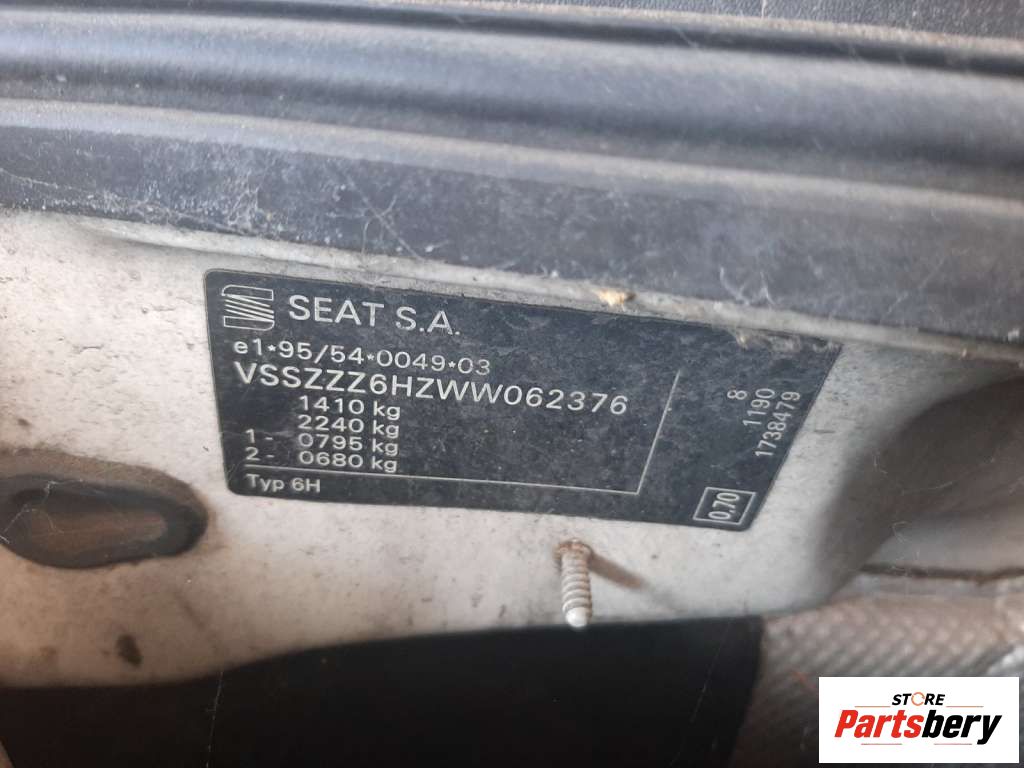 SEAT S.A.
e1*95/54*0049*03
VSSZZZ6HZWW062376
1410 kg
2240 kg
1- 0795 kg
2- 0680 kg
Typ 6H
8
1190
1738479
0.70
STORE
Partsbery